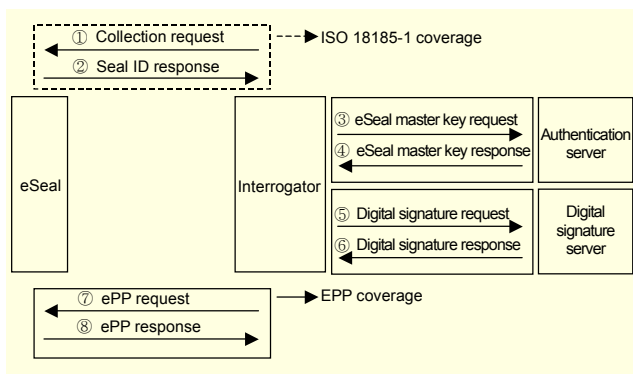 ① Collection request
ISO 18185-1 coverage
② Seal ID response
eSeal
Interrogator
③ eSeal master key request
④ eSeal master key response
Authentication
server
⑤ Digital signature request
⑥ Digital signature response
Digital
signature
server
⑦ ePP request
EPP coverage
⑧ ePP response